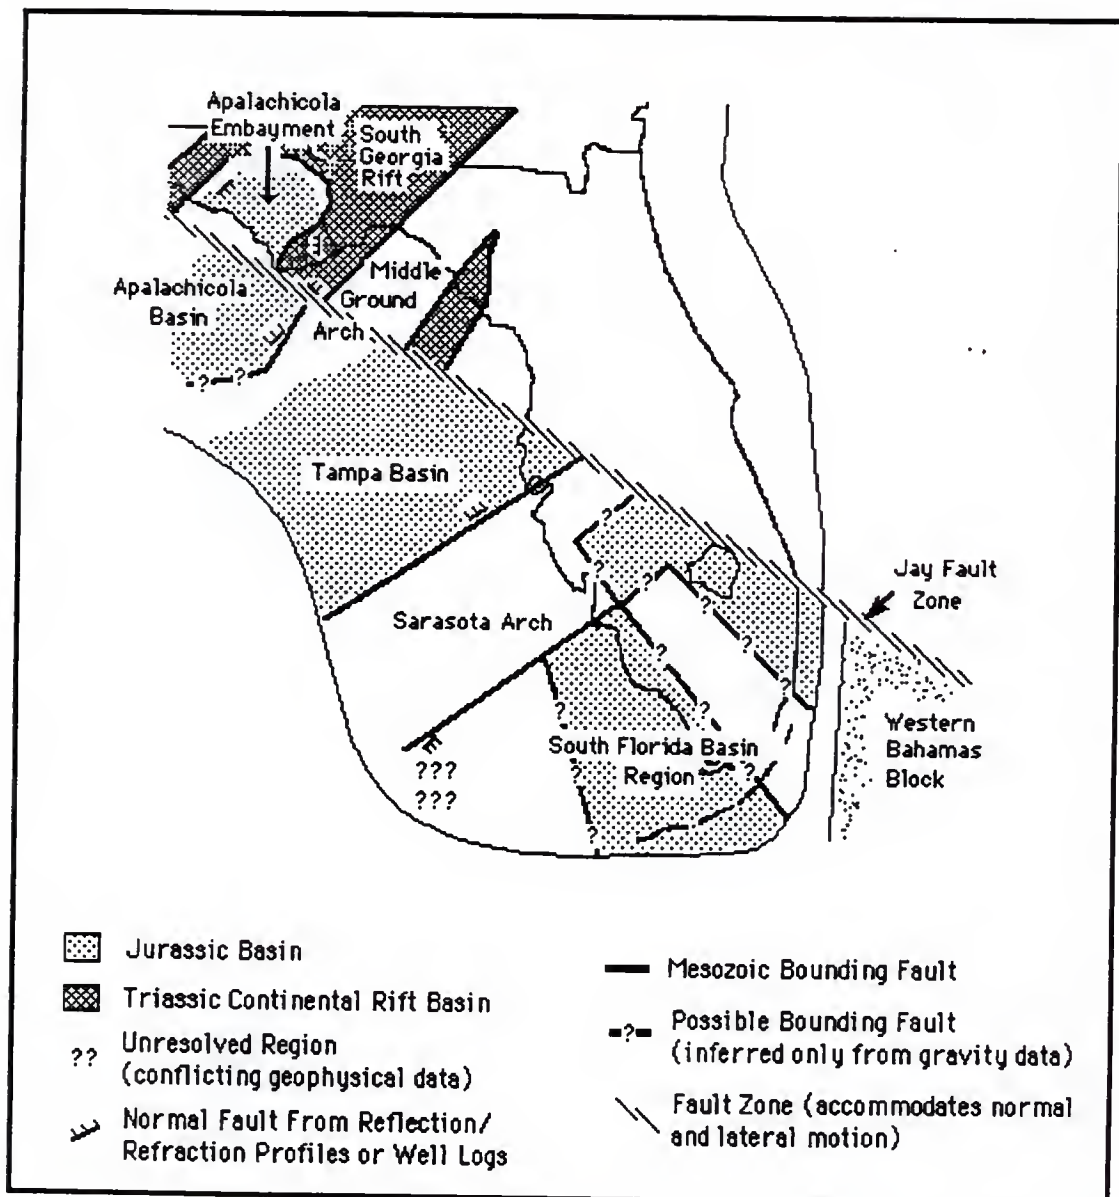 Apalachicola
Embayment
South
Georgia
Rift
Middle
Ground
Arch
Apalachicola
Basin
?
?
Tampa Basin
?
?
?
?
Jay Fault
Zone
Sarasota Arch
?
?
?
?
?
???
???
South Florida Basin
Region
?
?
?
Western
Bahamas
Block
Jurassic Basin
Triassic Continental Rift Basin
??
Unresolved Region
(conflicting geophysical data)
Normal Fault From Reflection/
Refraction Profiles or Well Logs
Mesozoic Bounding Fault
-?-
Possible Bounding Fault
(inferred only from gravity data)
Fault Zone (accommodates normal
and lateral motion)